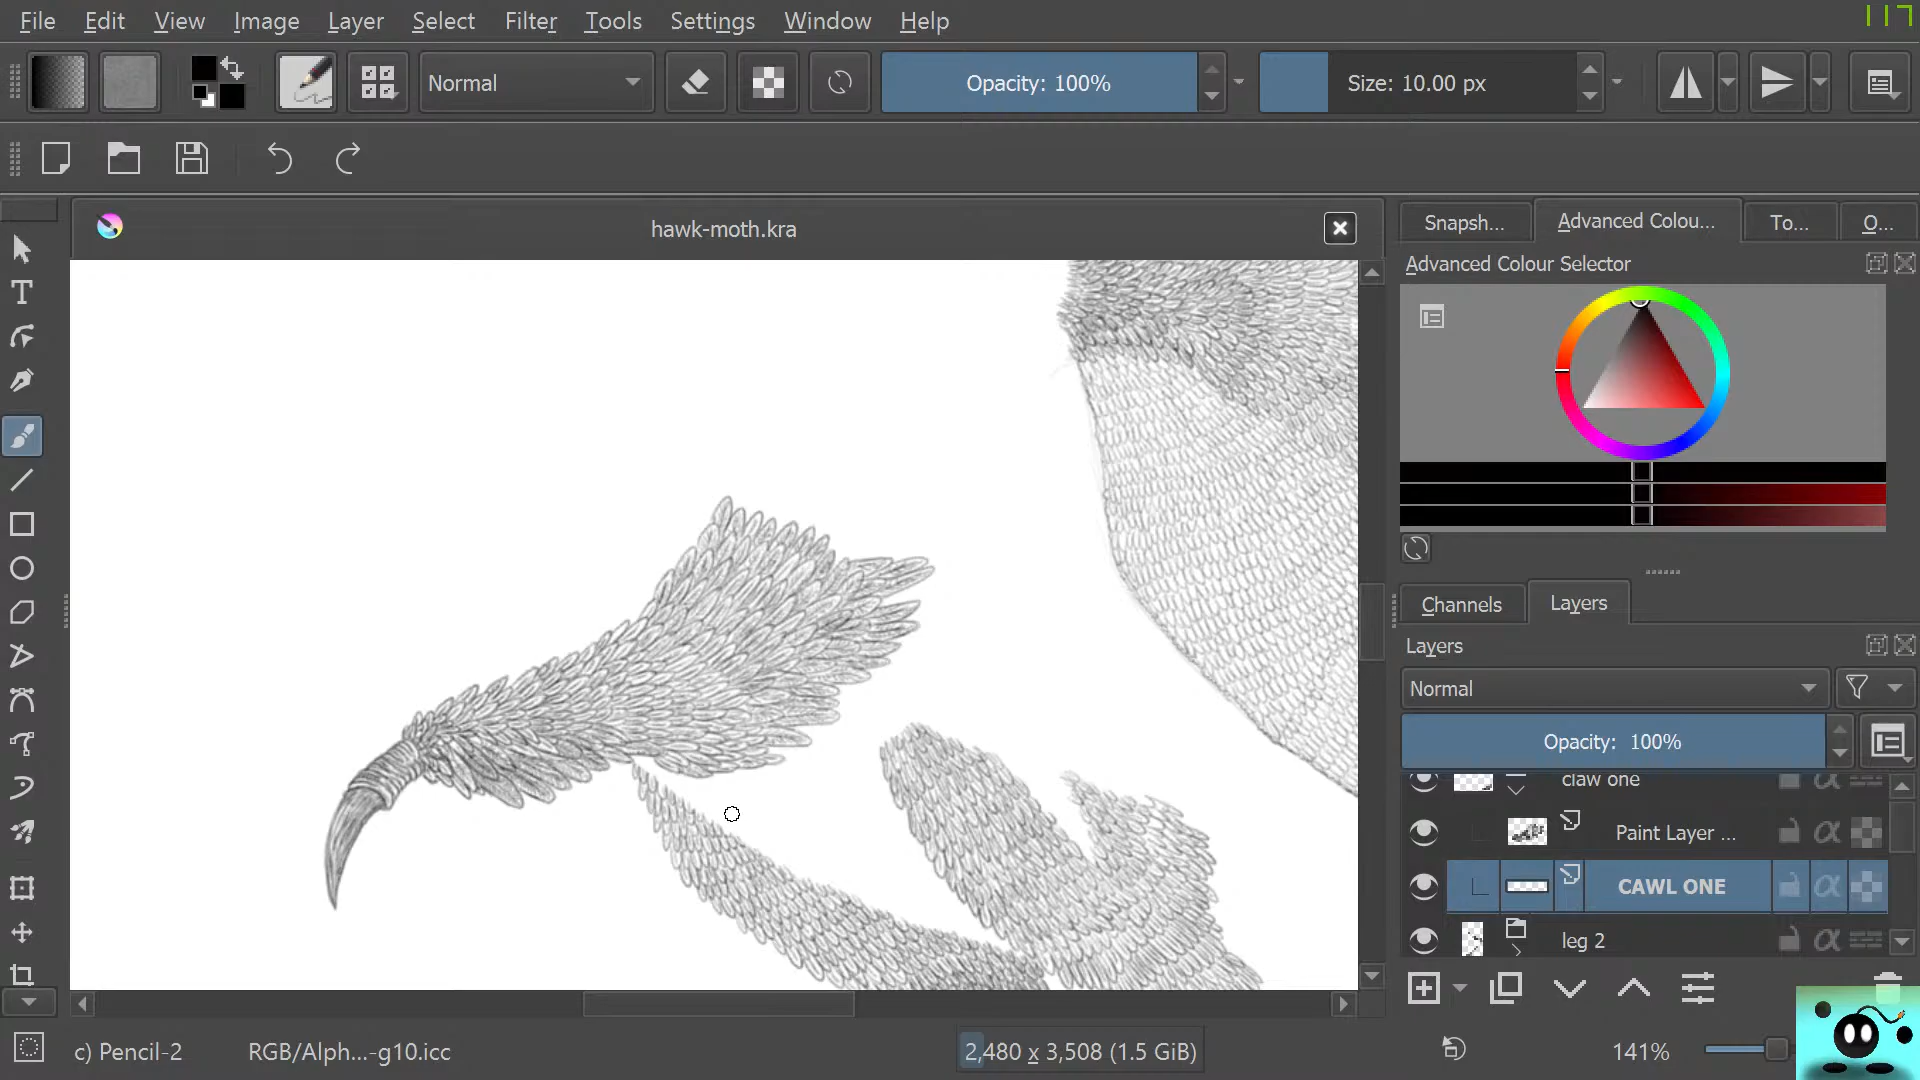 File Edit View Image Layer Select Filter Tools Settings Window Help
117
Normal Opacity: 100% Size: 10.00 px
hawk-moth.kra
Snapsh... Advanced Colou... To... O...
Advanced Colour Selector
Channels Layers
Layers
Normal
Opacity: 100%
claw one
Paint Layer ...
CAWL ONE
leg 2
c) Pencil-2 RGB/Alph...-g10.icc 2,480 x 3,508 (1.5 GiB) 141%